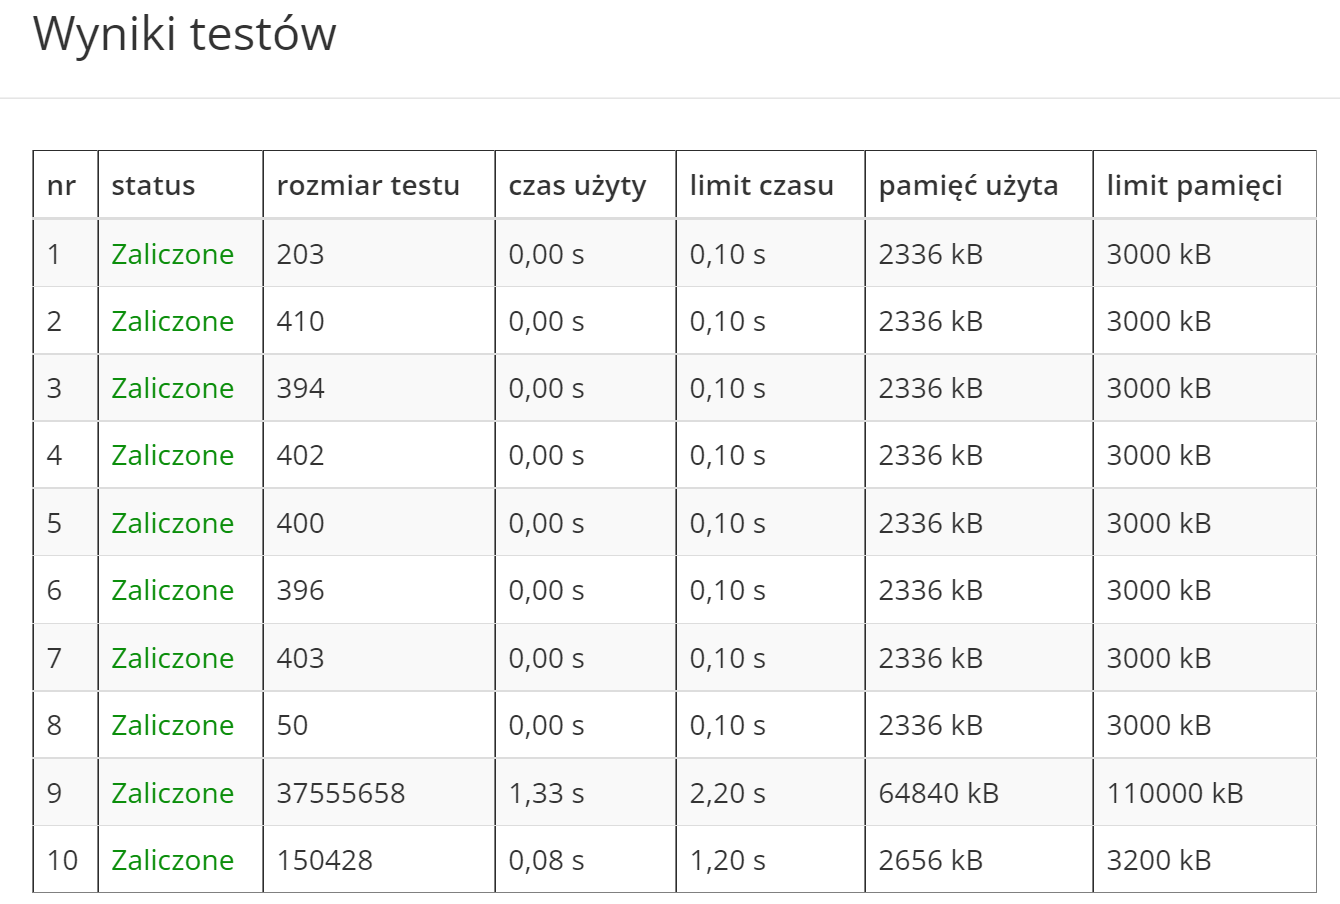 Wyniki testów
nr status rozmiar testu czas użyty limit czasu pamięć użyta limit pamięci
1 Zaliczone 203 0,00 s 0,10 s 2336 kB 3000 kB
2 Zaliczone 410 0,00 s 0,10 s 2336 kB 3000 kB
3 Zaliczone 394 0,00 s 0,10 s 2336 kB 3000 kB
4 Zaliczone 402 0,00 s 0,10 s 2336 kB 3000 kB
5 Zaliczone 400 0,00 s 0,10 s 2336 kB 3000 kB
6 Zaliczone 396 0,00 s 0,10 s 2336 kB 3000 kB
7 Zaliczone 403 0,00 s 0,10 s 2336 kB 3000 kB
8 Zaliczone 50 0,00 s 0,10 s 2336 kB 3000 kB
9 Zaliczone 37555658 1,33 s 2,20 s 64840 kB 110000 kB
10 Zaliczone 150428 0,08 s 1,20 s 2656 kB 3200 kB